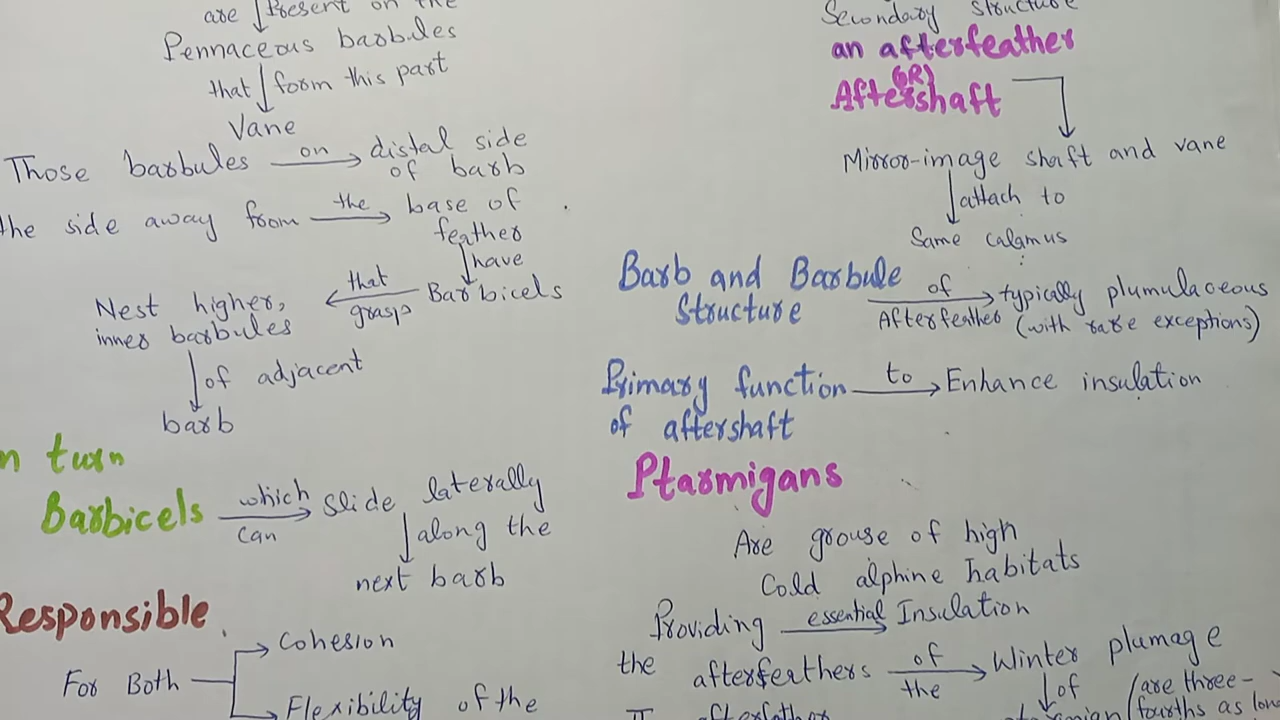 are Present on the
Pennaceous barbules
that form this part
Vane
Those barbules on distal side
of barb
the side away from the base of
feather
have
Barbicels
that
grasps
Nest higher,
inner barbules
of adjacent
barb
n turn
Barbicels which can slide laterally
along the
next barb
Responsible
For Both
Cohesion
Flexibility of the
Secondary structure
an afterfeather
(OR)
Aftershaft
Mirror-image shaft and vane
attach to
Same calamus
Barb and Barbule
Structure
of
Afterfeather
typically plumulaceous
(with rare exceptions)
Primary function to Enhance insulation
of aftershaft
Ptarmigans
Are grouse of high
Cold alphine habitats
Providing essential Insulation
the afterfeathers of the Winter plumage
of
(are three-
fourths as long